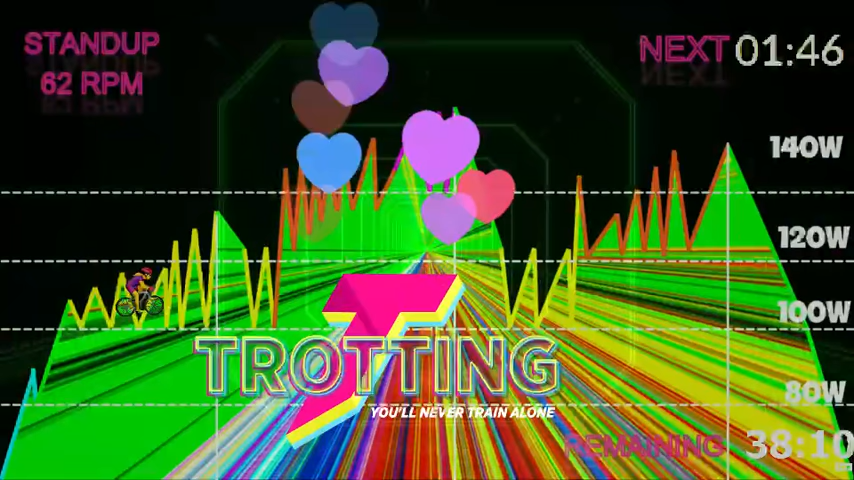 STANDUP
62 RPM
NEXT 01:46
140W
120W
100W
80W
TROTTING
YOU'LL NEVER TRAIN ALONE
REMAINING 38:10